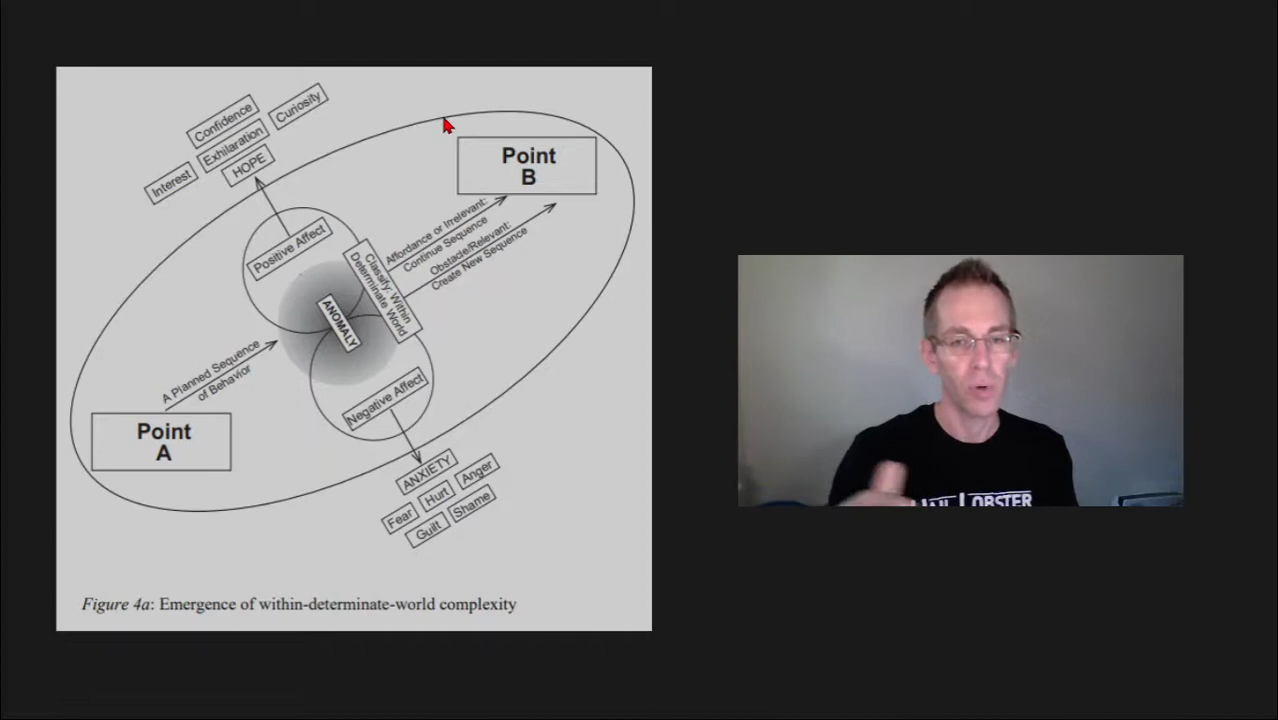 Confidence
Curiosity
Exhilaration
Interest
HOPE
Point
B
Positive Affect
Affordance or Irrelevant:
Continue Sequence
Obstacle/Relevant:
Create New Sequence
Classify: Within
Determinate World
ANOMALY
A Planned Sequence
of Behavior
Negative Affect
Point
A
ANXIETY
Anger
Hurt
Fear
Shame
Guilt
Figure 4a: Emergence of within-determinate-world complexity
LOBSTER